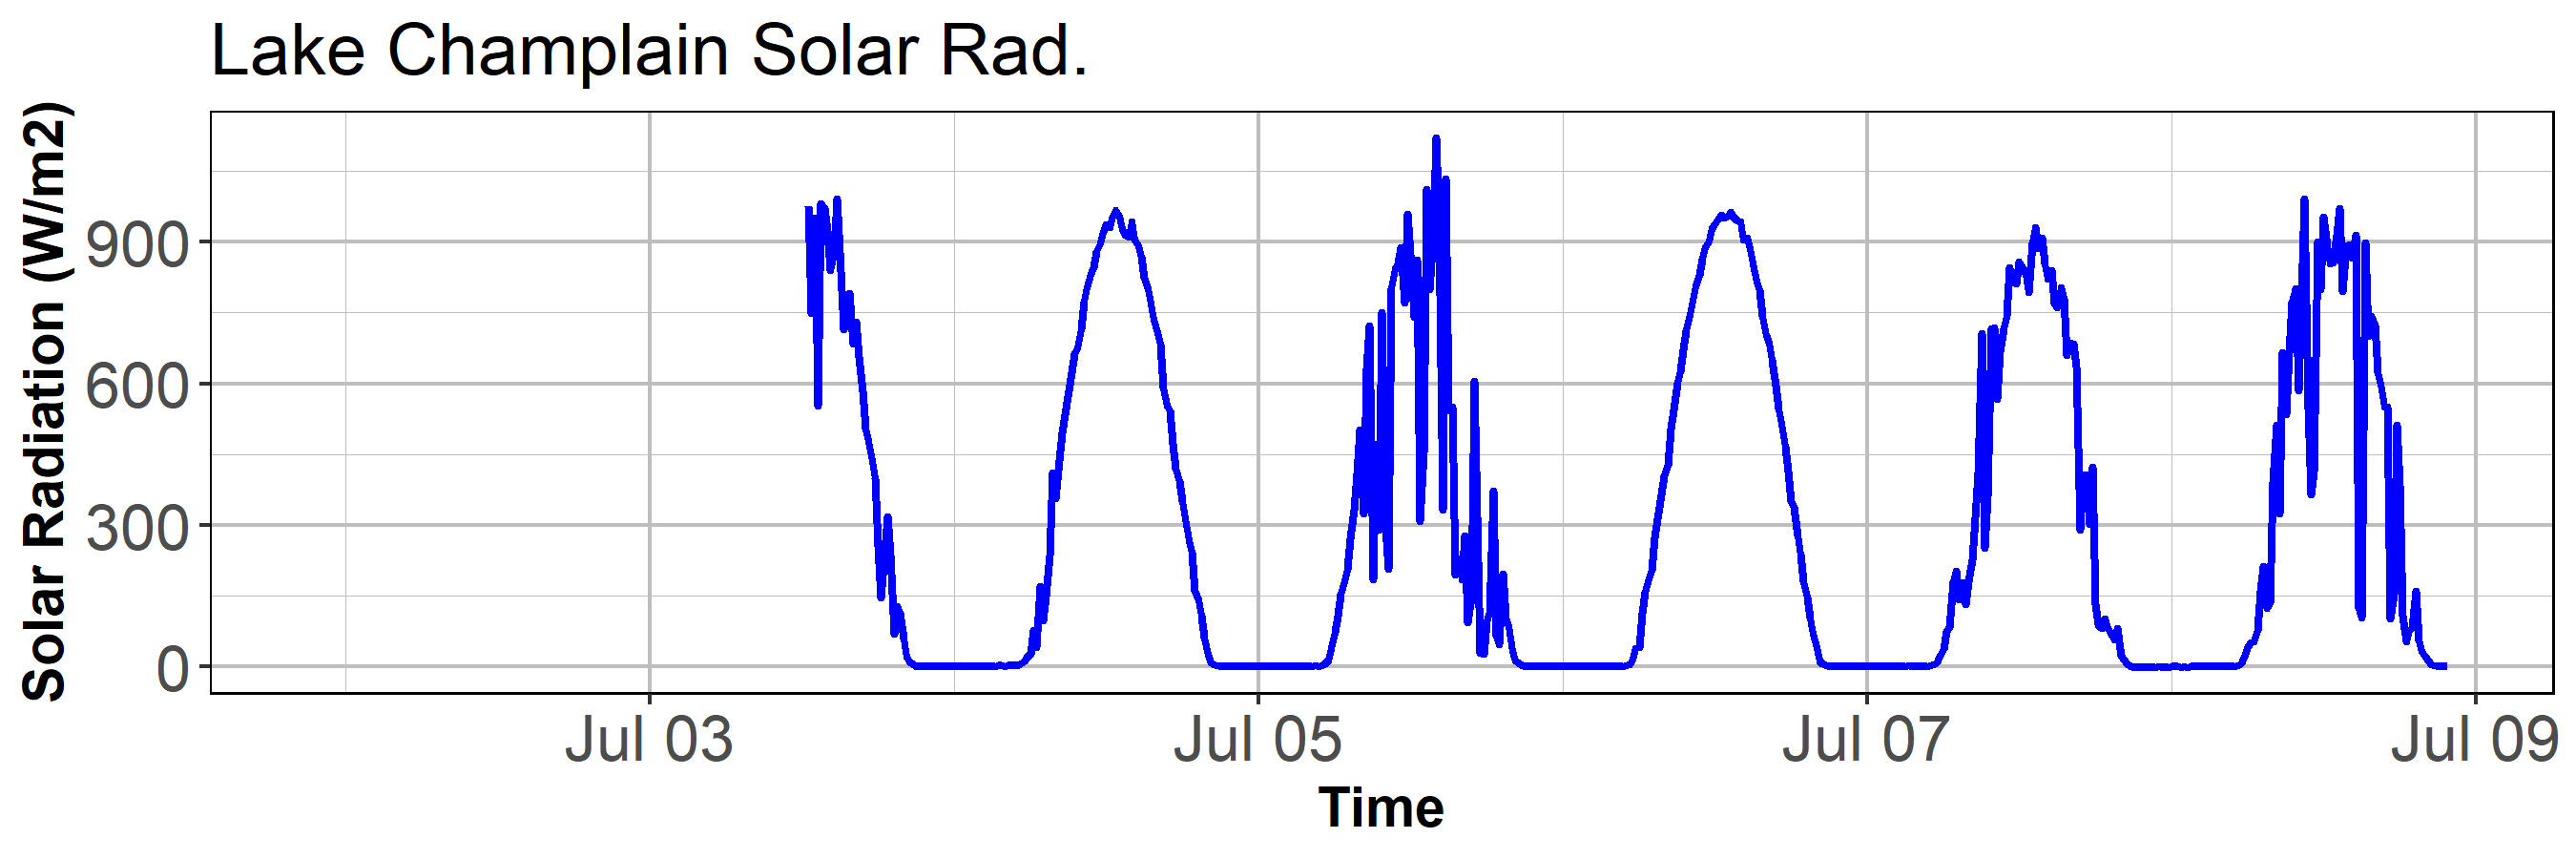 Lake Champlain Solar Rad.
Solar Radiation (W/m2)
900
600
300
0
Jul 03 Jul 05 Jul 07 Jul 09
Time